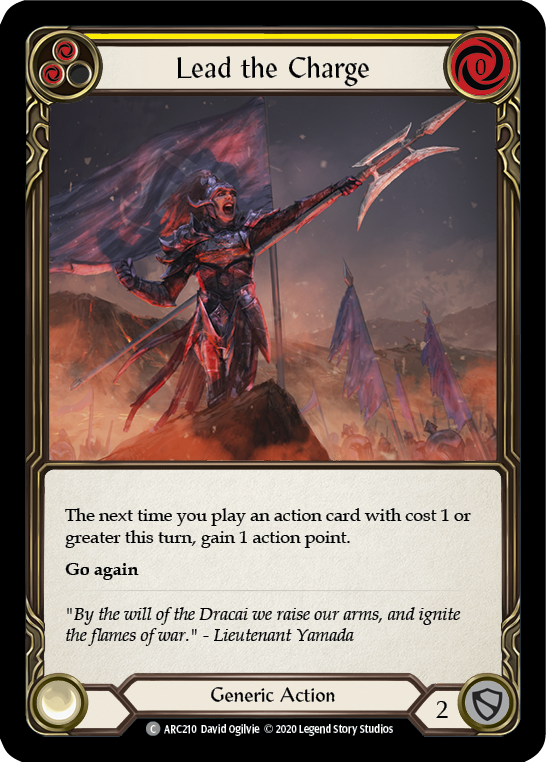 Lead the Charge
0
The next time you play an action card with cost 1 or
greater this turn, gain 1 action point.
Go again
"By the will of the Dracai we raise our arms, and ignite
the flames of war." - Lieutenant Yamada
Generic Action
2
C ARC210 David Ogilvie © 2020 Legend Story Studios